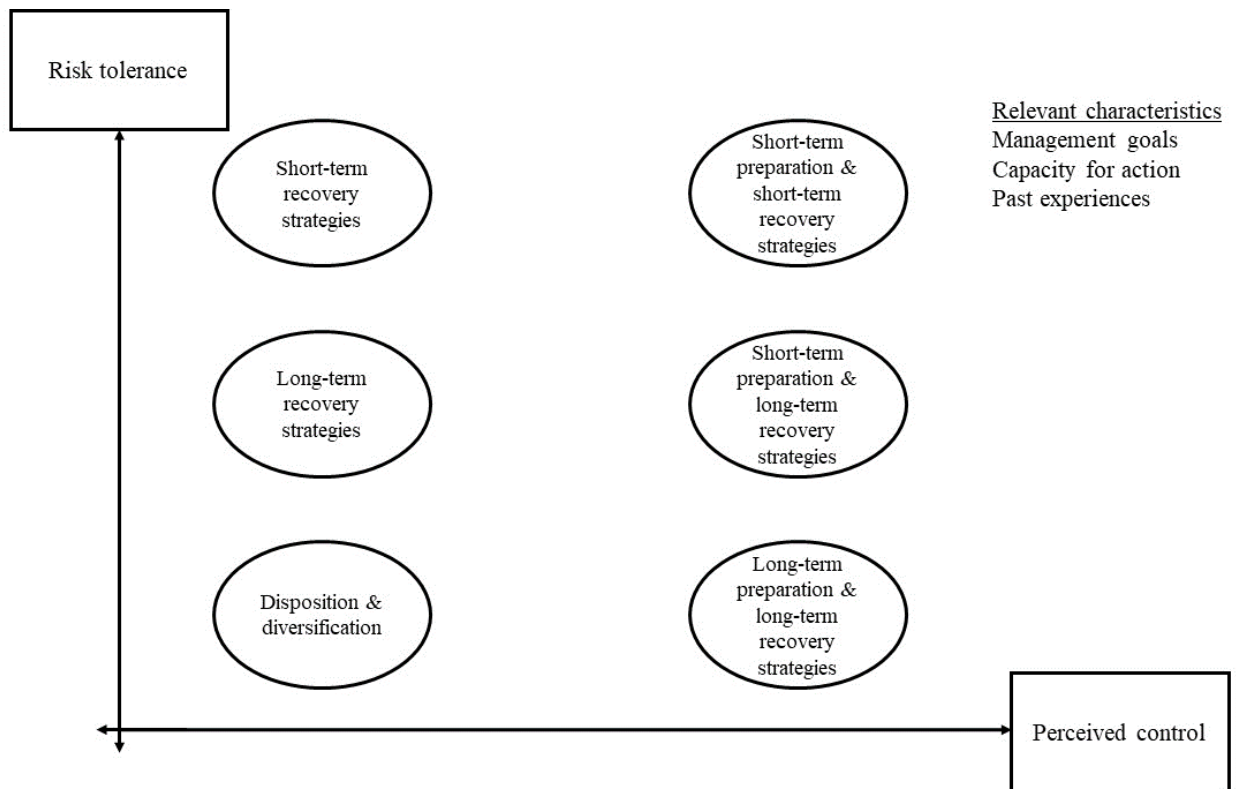 Risk tolerance
Relevant characteristics
Management goals
Capacity for action
Past experiences
Short-term
recovery
strategies
Short-term
preparation &
short-term
recovery
strategies
Long-term
recovery
strategies
Short-term
preparation &
long-term
recovery
strategies
Disposition &
diversification
Long-term
preparation &
long-term
recovery
strategies
Perceived control